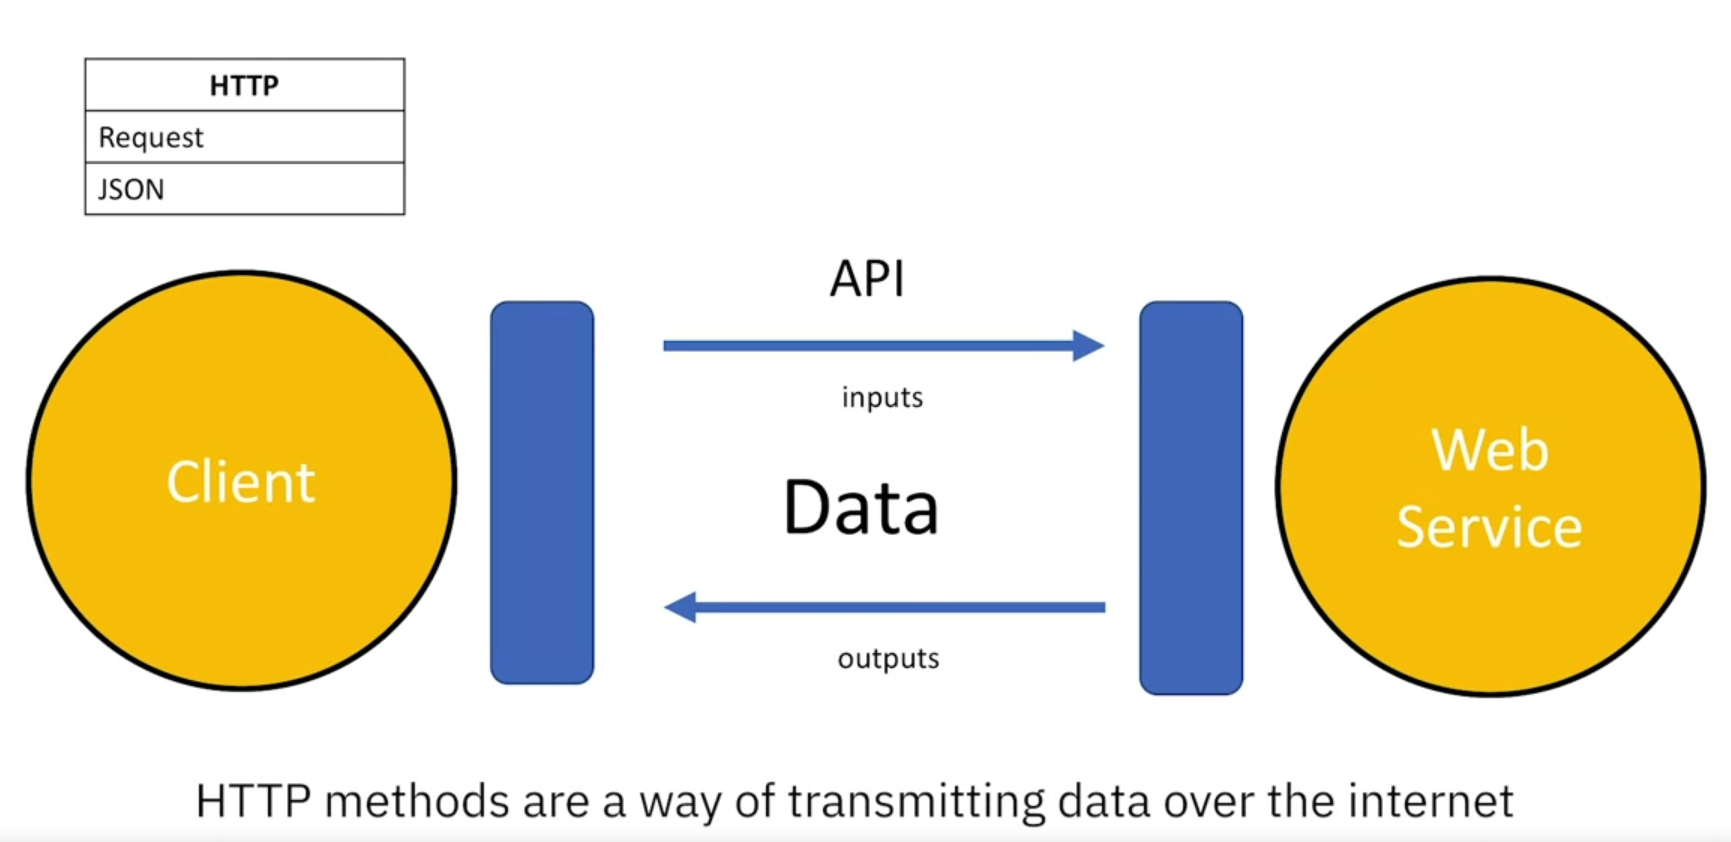 HTTP
Request
JSON
API
inputs
Client
Data
Web
Service
outputs
HTTP methods are a way of transmitting data over the internet